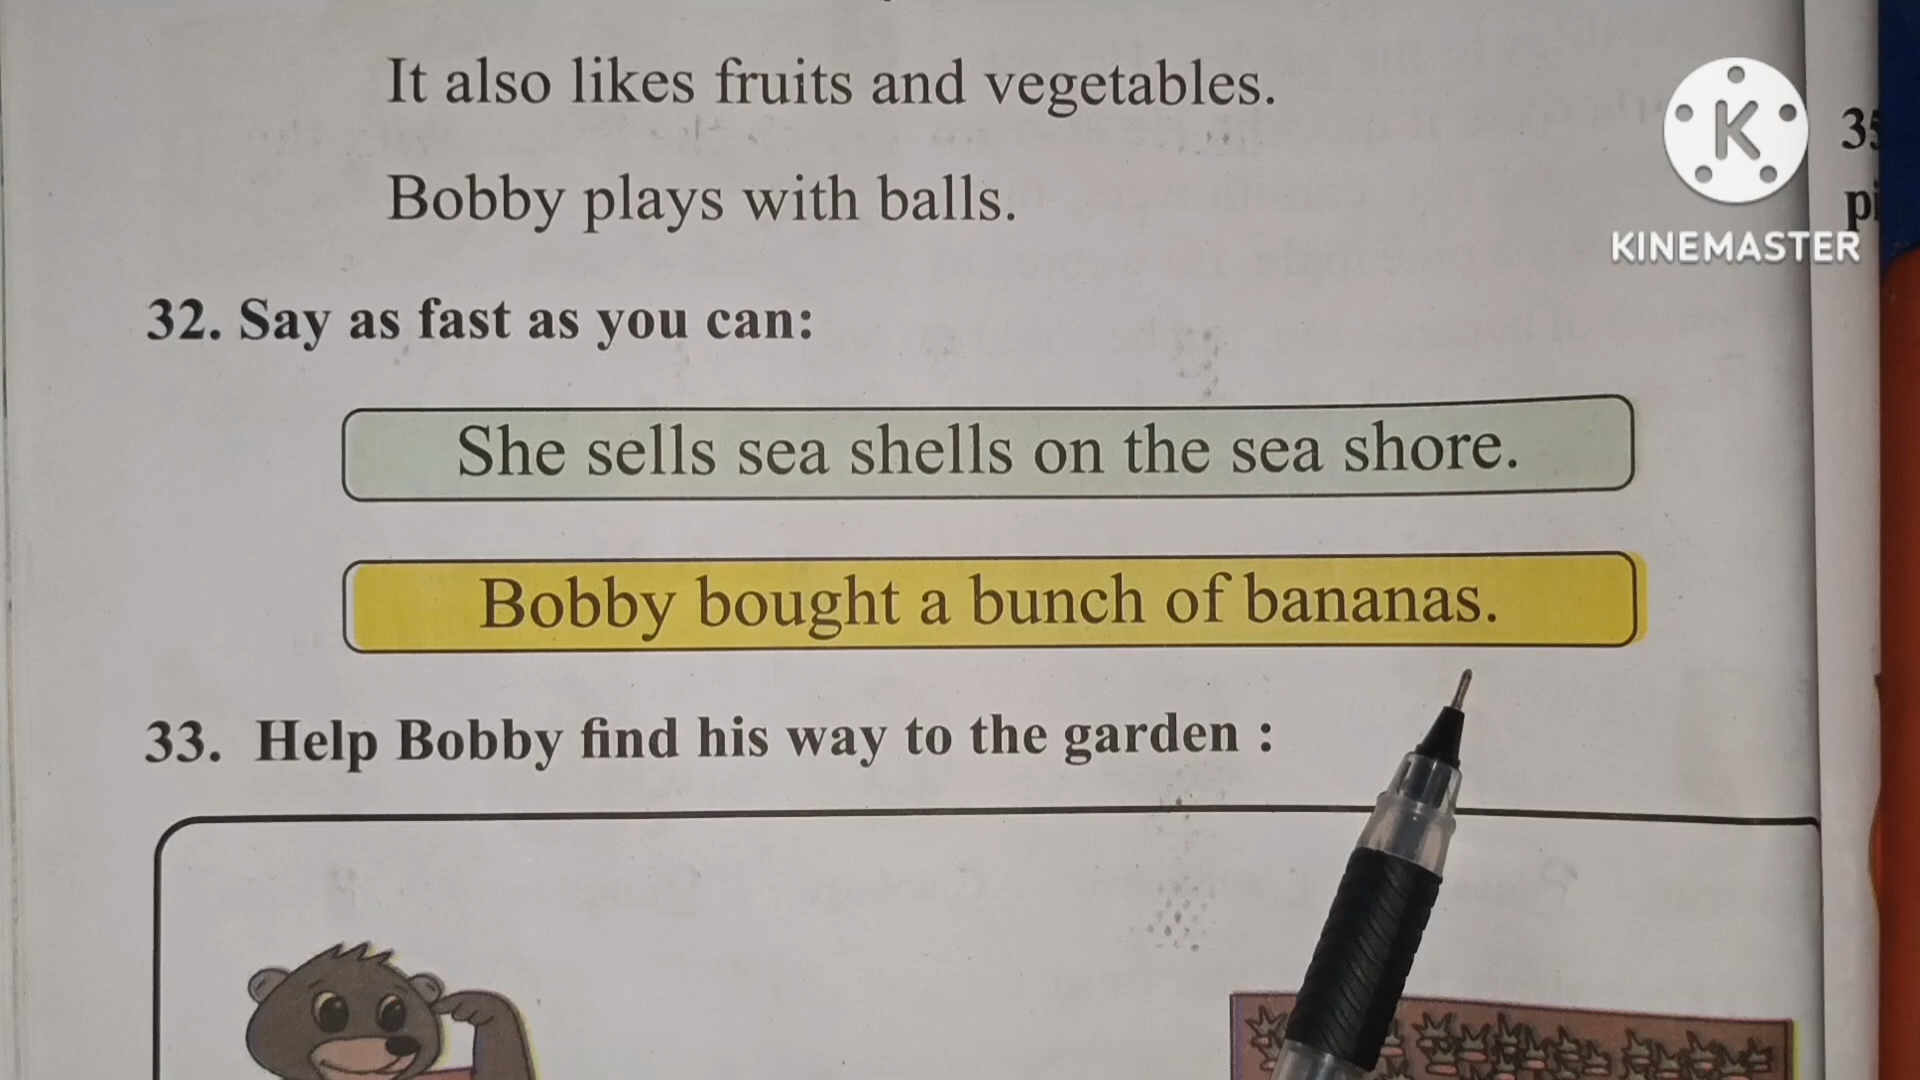 It also likes fruits and vegetables.
Bobby plays with balls.
32. Say as fast as you can:
She sells sea shells on the sea shore.
Bobby bought a bunch of bananas.
33. Help Bobby find his way to the garden :
K
KINEMASTER